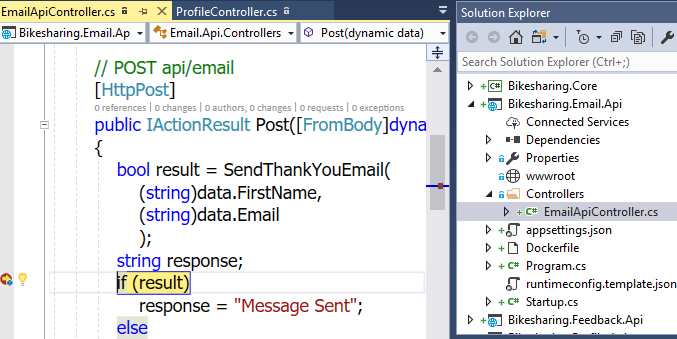 EmailApiController.cs
ProfileController.cs
Bikesharing.Email.Ap
Email.Api.Controllers
Post(dynamic data)
// POST api/email
[HttpPost]
0 references | 0 changes | 0 authors, 0 changes | 0 requests | 0 exceptions
public IActionResult Post([FromBody]dyna
{
bool result = SendThankYouEmail(
(string)data.FirstName,
(string)data.Email
);
string response;
if (result)
response = "Message Sent";
else
Solution Explorer
Search Solution Explorer (Ctrl+;)
Bikesharing.Core
Bikesharing.Email.Api
Connected Services
Dependencies
Properties
wwwroot
Controllers
C# EmailApiController.cs
appsettings.json
Dockerfile
C# Program.cs
runtimeconfig.template.json
C# Startup.cs
Bikesharing.Feedback.Api